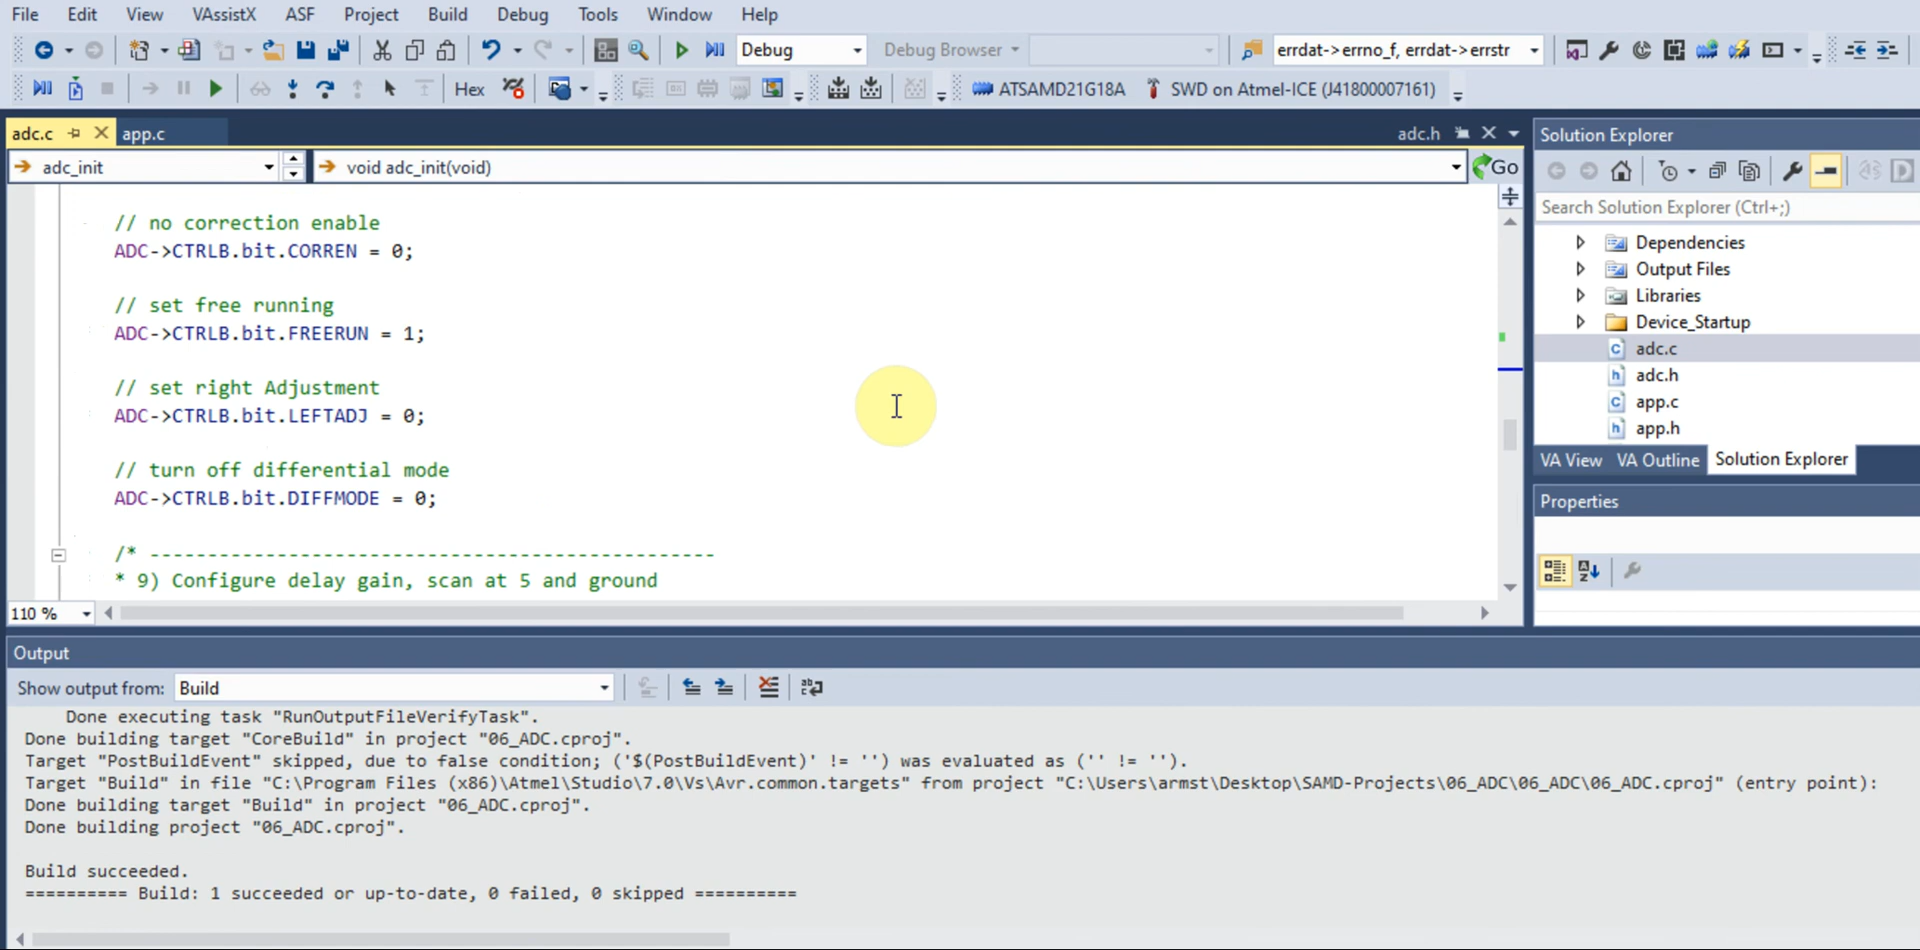 File Edit View VAssistX ASF Project Build Debug Tools Window Help
Debug Debug Browser errdat->errno_f, errdat->errstr
Hex ATSAMD21G18A SWD on Atmel-ICE (J41800007161)
adc.c app.c adc.h
adc_init void adc_init(void) Go
// no correction enable
ADC->CTRLB.bit.CORREN = 0;
// set free running
ADC->CTRLB.bit.FREERUN = 1;
// set right Adjustment
ADC->CTRLB.bit.LEFTADJ = 0;
// turn off differential mode
ADC->CTRLB.bit.DIFFMODE = 0;
/* -------------------------------------------------
* 9) Configure delay gain, scan at 5 and ground
110 %
Solution Explorer
Search Solution Explorer (Ctrl+;)
Dependencies
Output Files
Libraries
Device_Startup
adc.c
adc.h
app.c
app.h
VA View VA Outline Solution Explorer
Properties
Output
Show output from: Build
Done executing task "RunOutputFileVerifyTask".
Done building target "CoreBuild" in project "06_ADC.cproj".
Target "PostBuildEvent" skipped, due to false condition; ('$(PostBuildEvent)' != '') was evaluated as ('' != '').
Target "Build" in file "C:\Program Files (x86)\Atmel\Studio\7.0\Vs\Avr.common.targets" from project "C:\Users\armst\Desktop\SAMD-Projects\06_ADC\06_ADC\06_ADC.cproj" (entry point):
Done building target "Build" in project "06_ADC.cproj".
Done building project "06_ADC.cproj".
Build succeeded.
========== Build: 1 succeeded or up-to-date, 0 failed, 0 skipped ==========